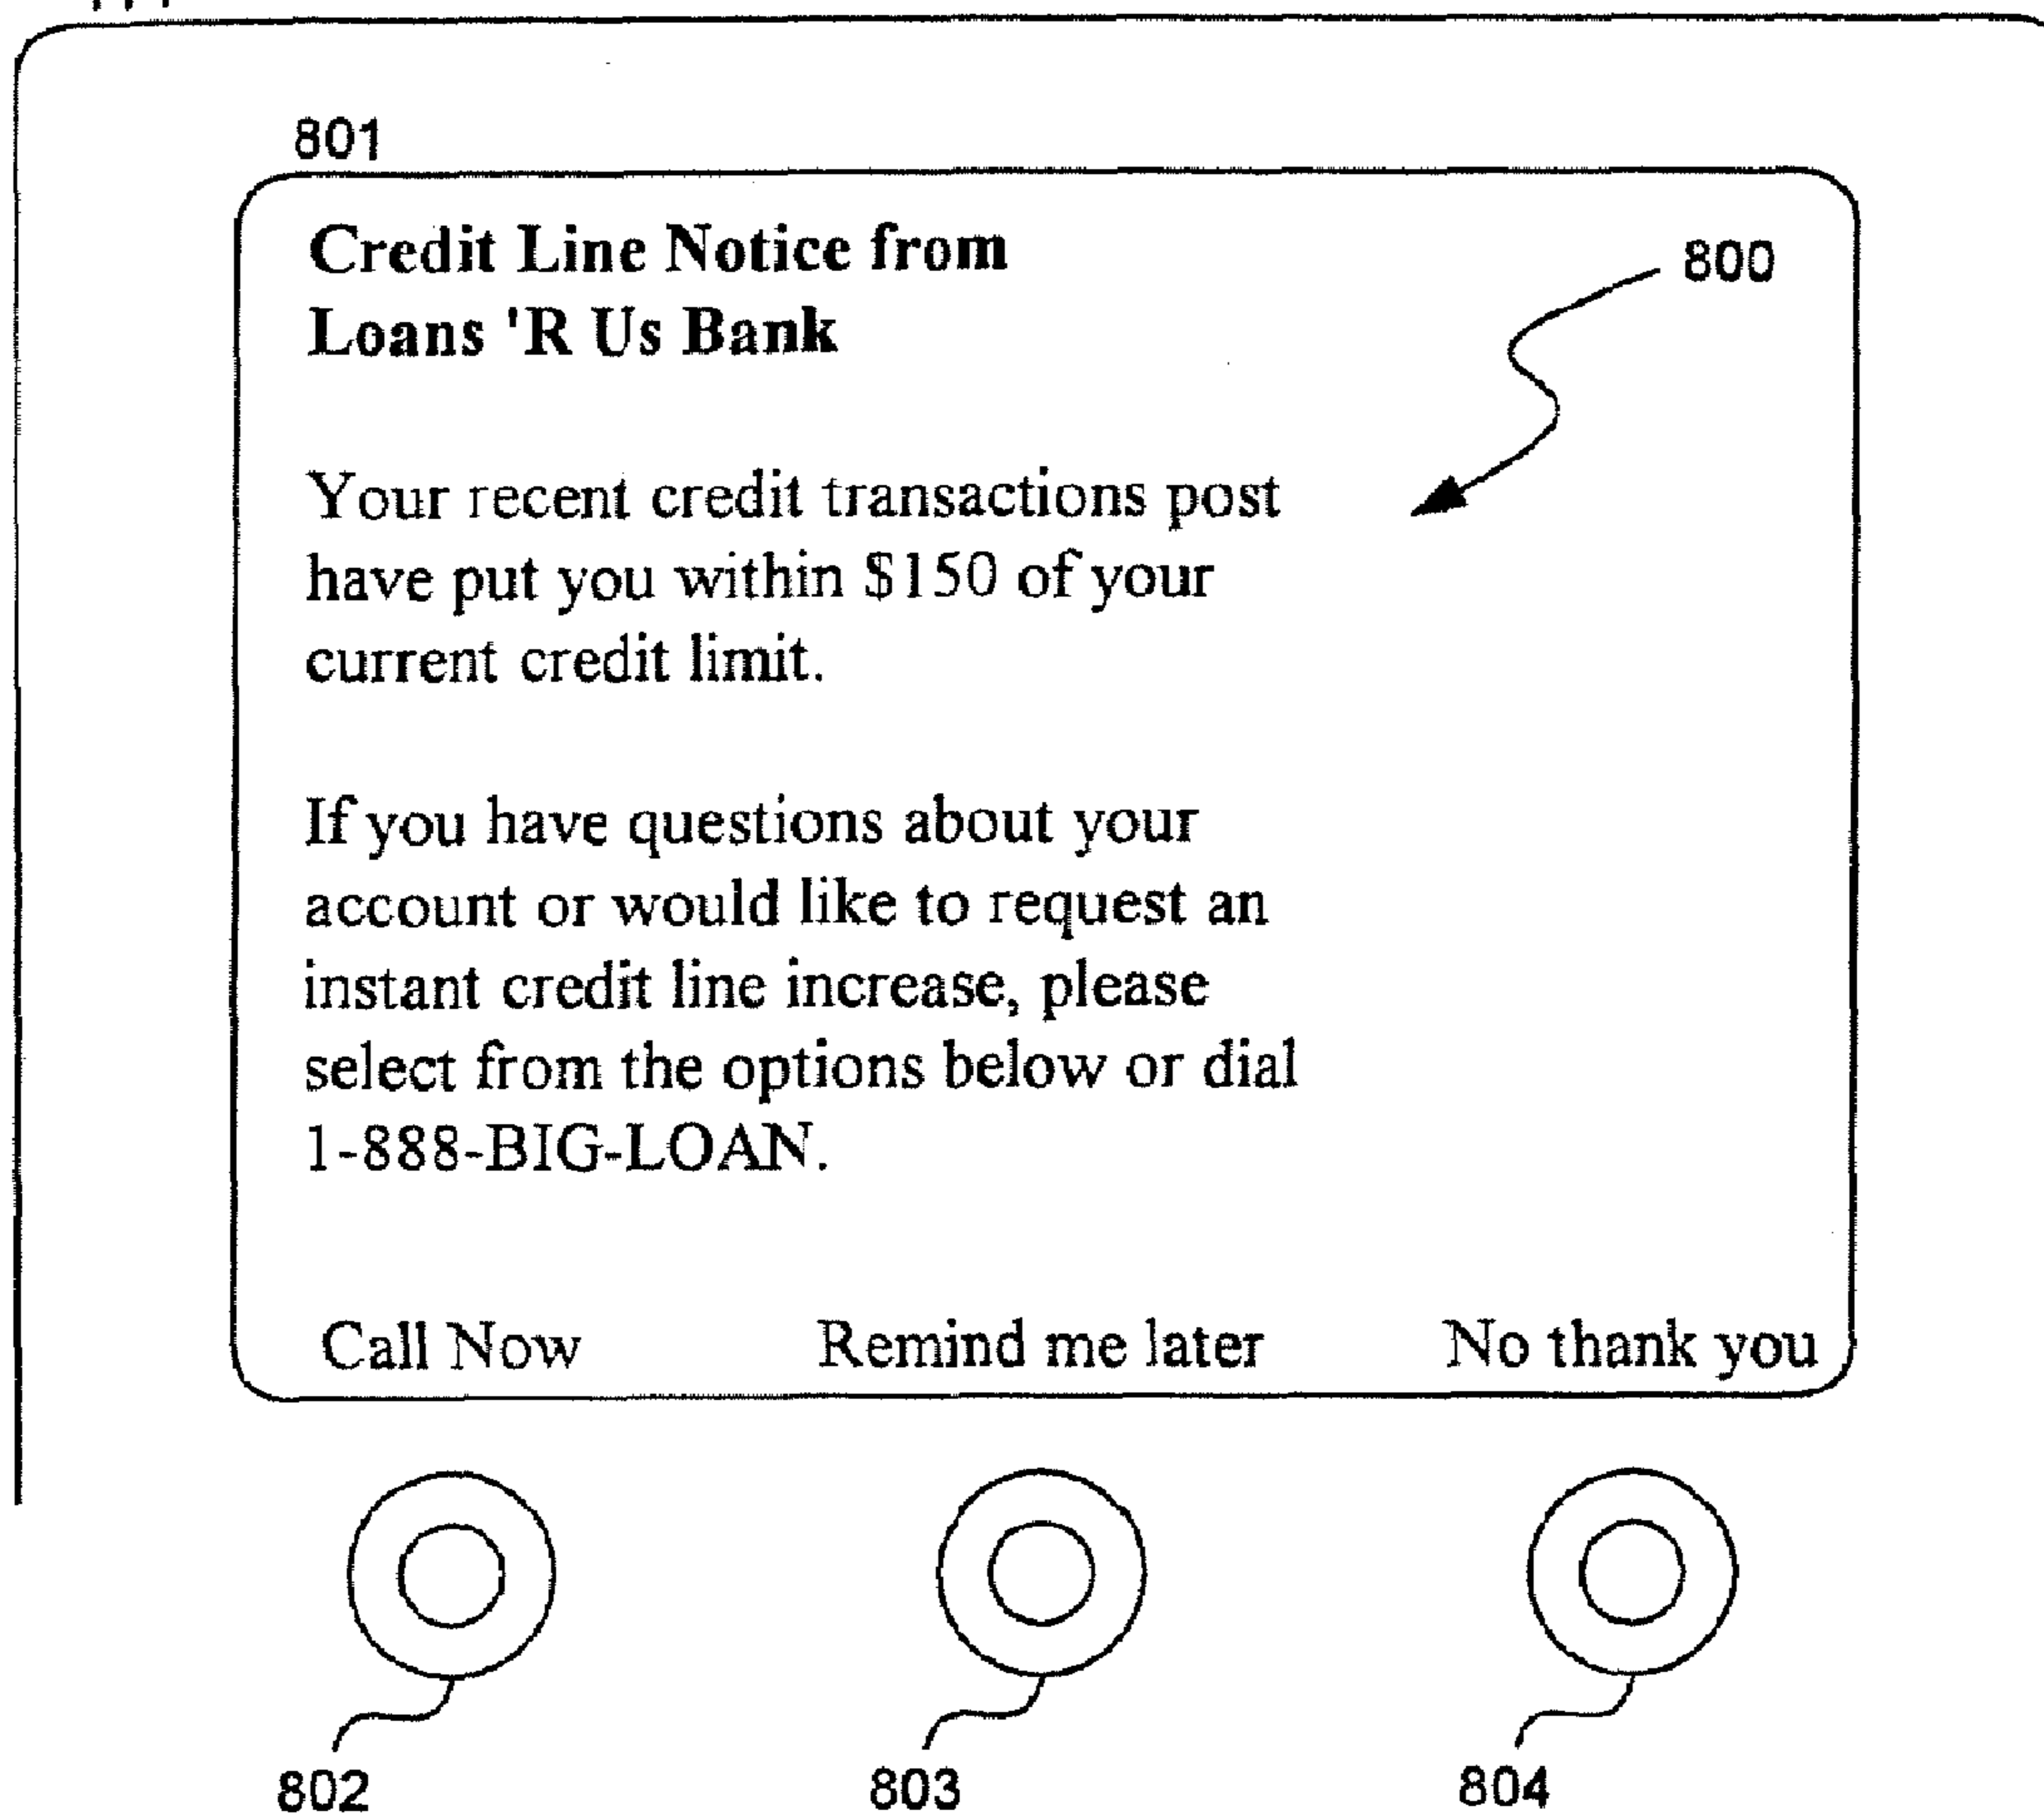 801
Credit Line Notice from
800
Loans 'R Us Bank
Your recent credit transactions post
have put you within $150 of your
current credit limit.
If you have questions about your
account or would like to request an
instant credit line increase, please
select from the options below or dial
1-888-BIG-LOAN.
Call Now Remind me later No thank you
802 803 804